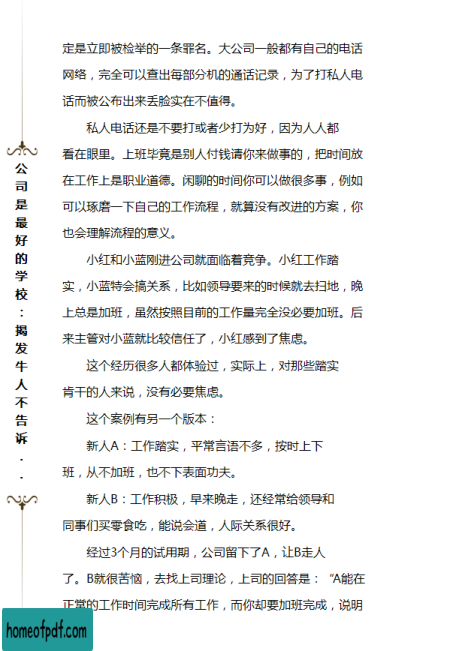 定是立即被检举的一条罪名。大公司一般都有自己的电话
网络，完全可以查出每部分机的通话记录，为了打私人电
话而被公布出来丢脸实在不值得。
私人电话还是不要打或者少打为好，因为人人都
看在眼里。上班毕竟是别人付钱请你来做事的，把时间放
在工作上是职业道德。闲聊的时间你可以做很多事，例如
可以琢磨一下自己的工作流程，就算没有改进的方案，你
也会理解流程的意义。
小红和小蓝刚进公司就面临着竞争。小红工作踏
实，小蓝特会搞关系，比如领导要来的时候就去扫地，晚
上总是加班，虽然按照目前的工作量完全没必要加班。后
来主管对小蓝就比较信任了，小红感到了焦虑。
这个经历很多人都体验过，实际上，对那些踏实
肯干的人来说，没有必要焦虑。
这个案例有另一个版本：
新人A：工作踏实，平常言语不多，按时上下
班，从不加班，也不下表面功夫。
新人B：工作积极，早来晚走，还经常给领导和
同事们买零食吃，能说会道，人际关系很好。
经过3个月的试用期，公司留下了A，让B走人
了。B就很苦恼，去找上司理论，上司的回答是：“A能在
正常的工作时间完成所有工作，而你却要加班完成，说明
公司是最好的学校：揭发牛人不告诉..
homeofpdf.com